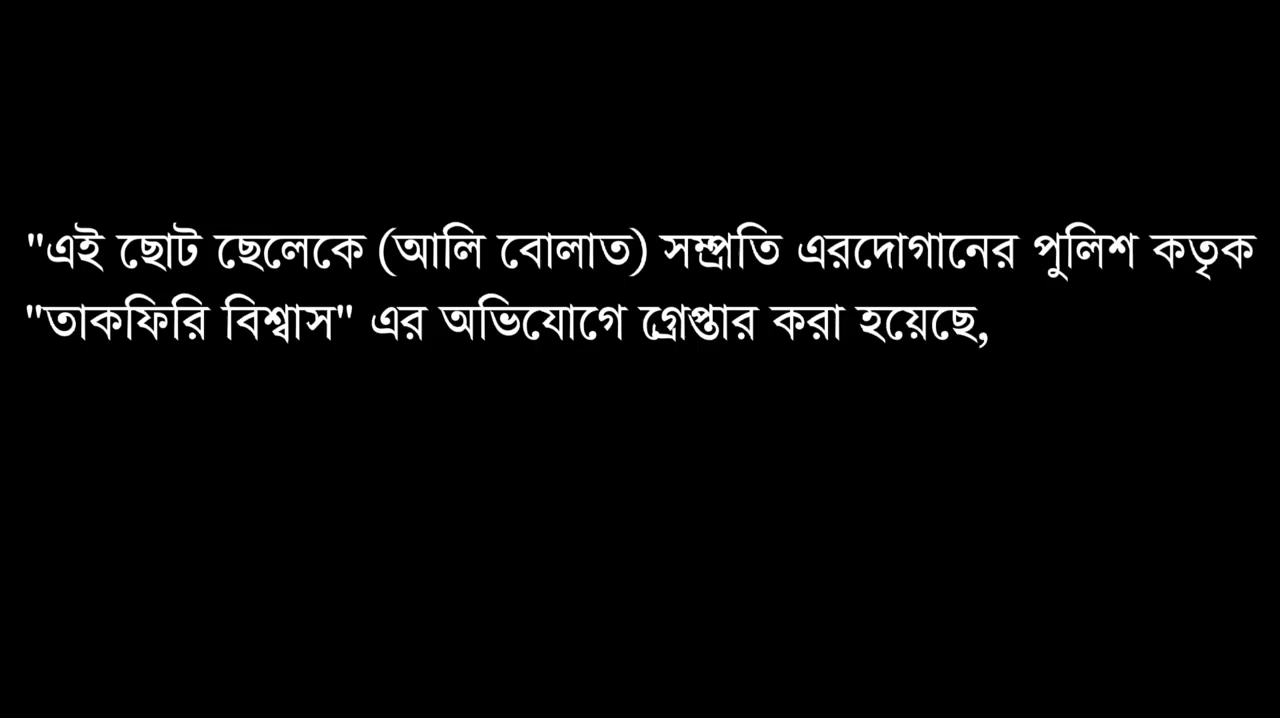 "এই ছোট ছেলেকে (আলি বোলাত) সম্প্রতি এরদোগানের পুলিশ কতৃক
"তাকফিরি বিশ্বাস" এর অভিযোগে গ্রেপ্তার করা হয়েছে,